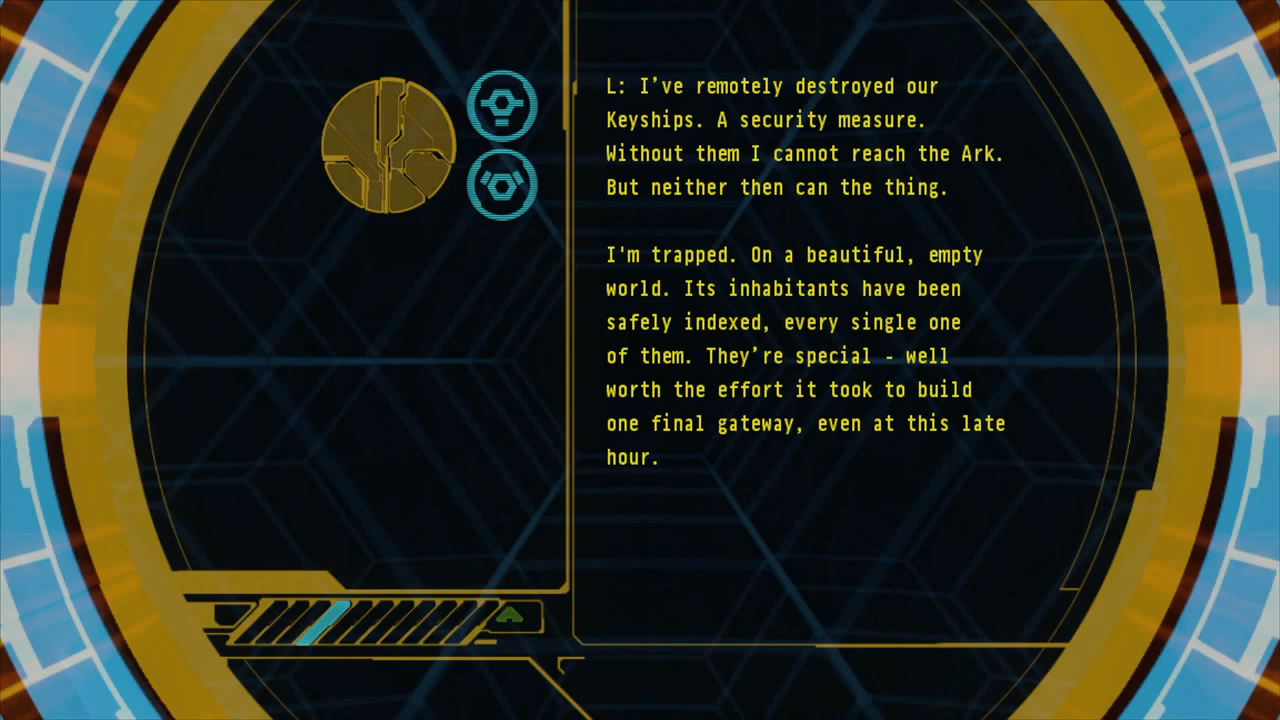 L: I’ve remotely destroyed our
Keyships. A security measure.
Without them I cannot reach the Ark.
But neither then can the thing.
I'm trapped. On a beautiful, empty
world. Its inhabitants have been
safely indexed, every single one
of them. They’re special - well
worth the effort it took to build
one final gateway, even at this late
hour.